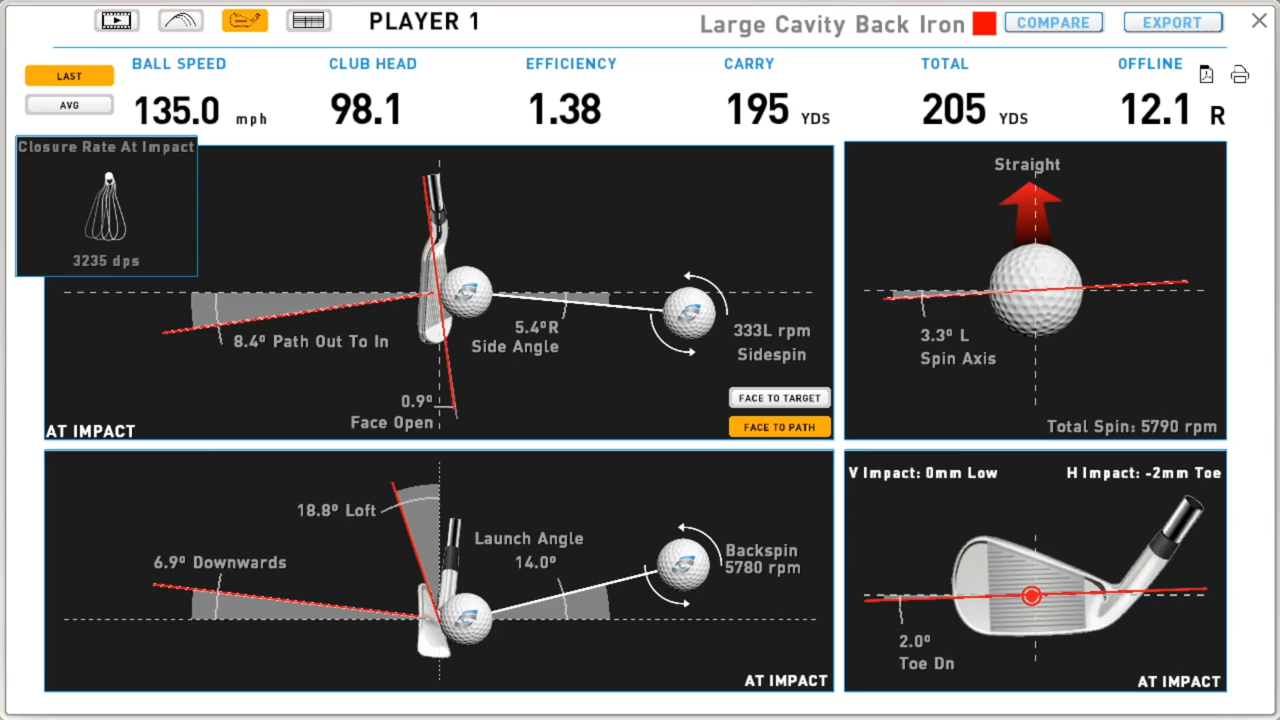 PLAYER 1
Large Cavity Back Iron
COMPARE
EXPORT
LAST
AVG
BALL SPEED
CLUB HEAD
EFFICIENCY
CARRY
TOTAL
OFFLINE
135.0 mph
98.1
1.38
195 YDS
205 YDS
12.1 R
Closure Rate At Impact
3235 dps
8.4º Path Out To In
5.4ºR
Side Angle
333L rpm
Sidespin
0.9º
Face Open
FACE TO TARGET
FACE TO PATH
AT IMPACT
Straight
3.3º L
Spin Axis
Total Spin: 5790 rpm
18.8º Loft
6.9º Downwards
Launch Angle
14.0º
Backspin
5780 rpm
AT IMPACT
V Impact: 0mm Low
H Impact: -2mm Toe
2.0º
Toe Dn
AT IMPACT